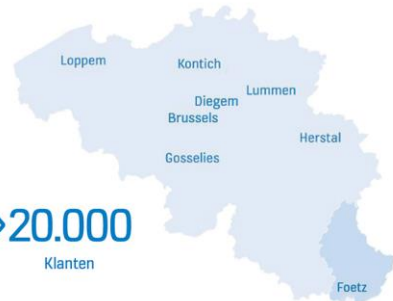 Loppem
Kontich
Lummen
Diegem
Brussels
Herstal
Gosselies
>20.000
Klanten
Foetz